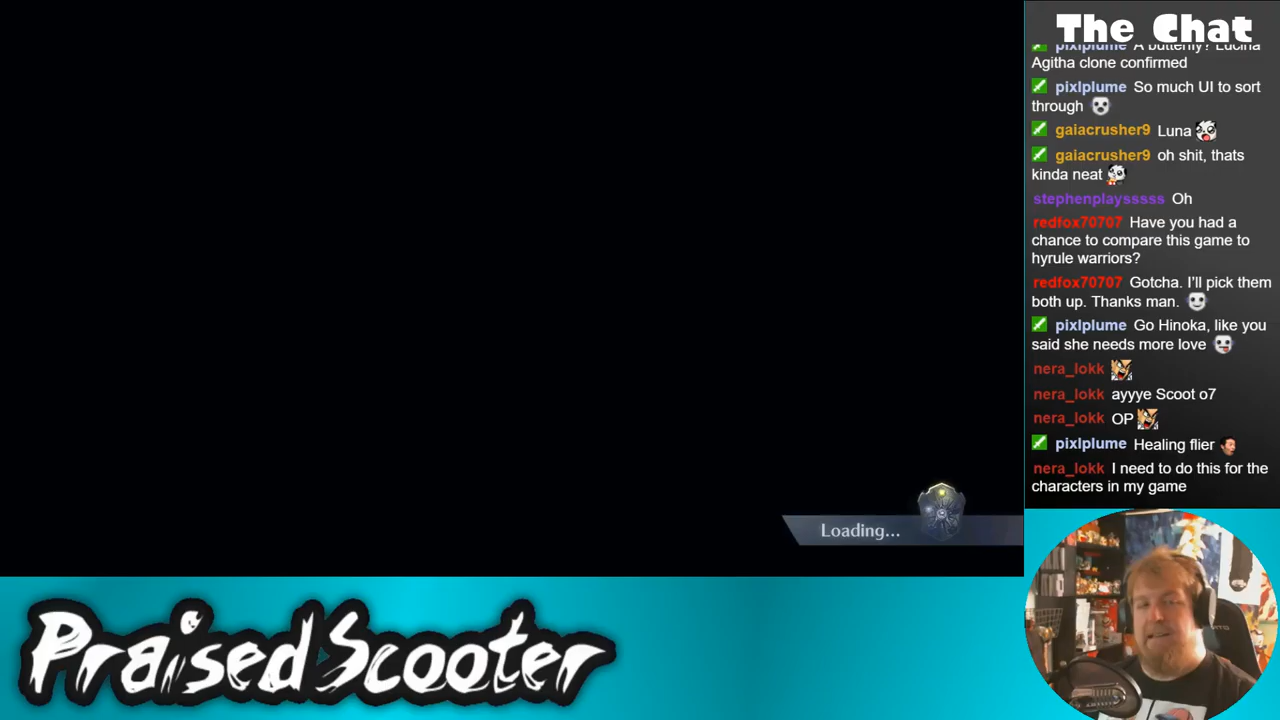 The Chat
pixlplume A butterfly? Lucina
Agitha clone confirmed
pixlplume So much UI to sort
through
gaiacrusher9 Luna
gaiacrusher9 oh shit, thats
kinda neat
stephenplaysssss Oh
redfox70707 Have you had a
chance to compare this game to
hyrule warriors?
redfox70707 Gotcha. I'll pick them
both up. Thanks man.
pixlplume Go Hinoka, like you
said she needs more love
nera_lokk
nera_lokk ayyye Scoot o7
nera_lokk OP
pixlplume Healing flier
nera_lokk I need to do this for the
characters in my game
Loading...
PraisedScooter